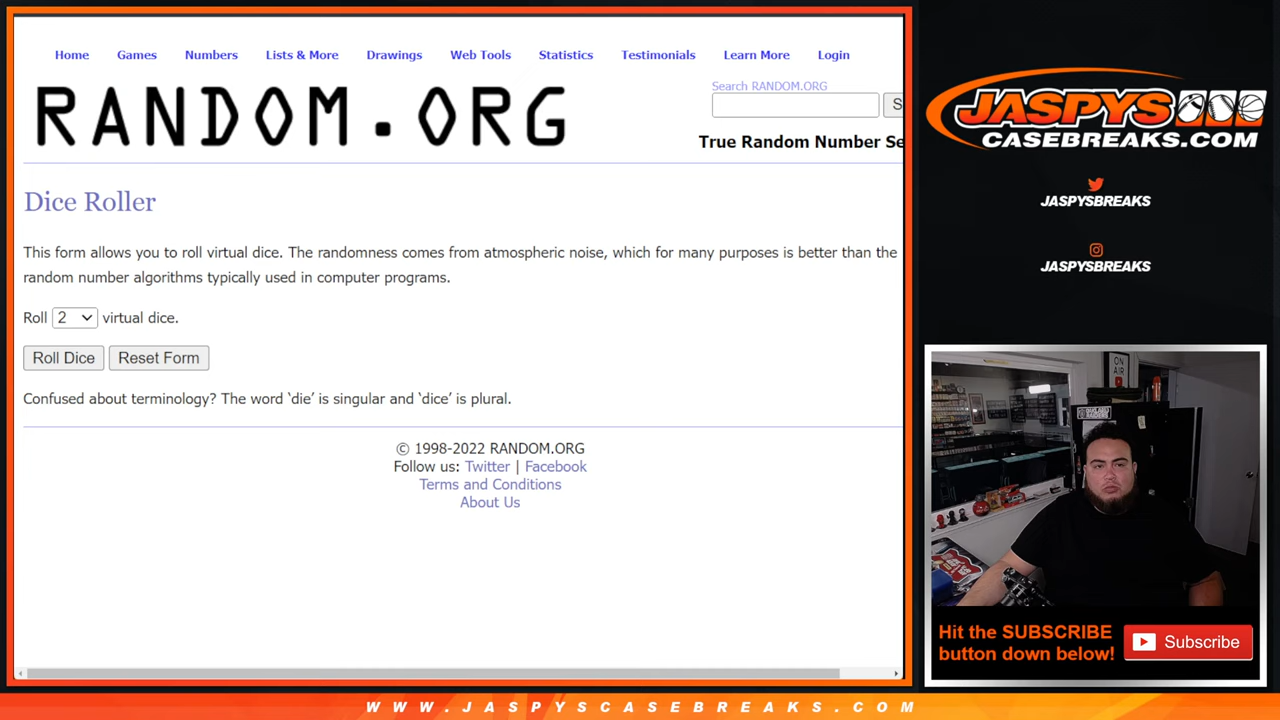 Home Games Numbers Lists & More Drawings Web Tools Statistics Testimonials Learn More Login
RANDOM.ORG
Search RANDOM.ORG
S
True Random Number Se
Dice Roller
This form allows you to roll virtual dice. The randomness comes from atmospheric noise, which for many purposes is better than the
random number algorithms typically used in computer programs.
Roll 2 virtual dice.
Roll Dice Reset Form
Confused about terminology? The word ‘die’ is singular and ‘dice’ is plural.
© 1998-2022 RANDOM.ORG
Follow us: Twitter | Facebook
Terms and Conditions
About Us
JASPYS
CASEBREAKS.COM
JASPYSBREAKS
JASPYSBREAKS
ON
AIR
Hit the SUBSCRIBE
button down below!
Subscribe
WWW.JASPYSCASEBREAKS.COM